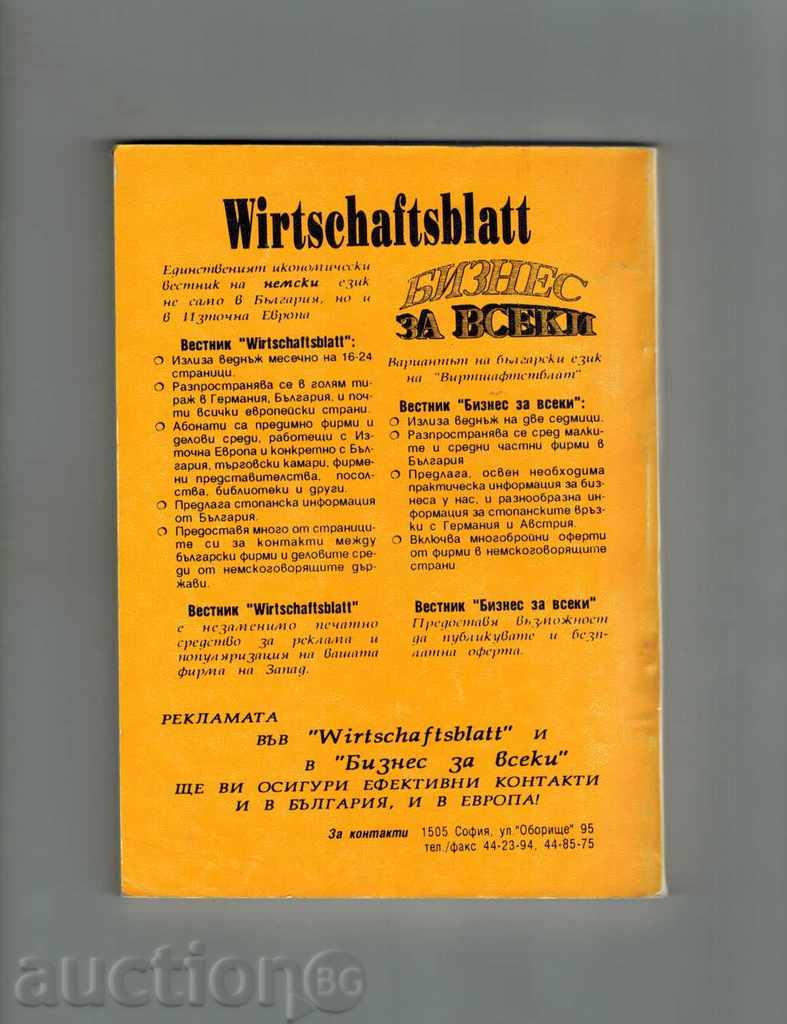 Wirtschaftsblatt
Единственият икономически
вестник на немски език
не само в България, но и
в Източна Европа
Вестник "Wirtschaftsblatt":
Излиза веднъж месечно на 16-24
страници.
Разпространява се в голям ти-
раж в Германия, България, и поч-
ти всички европейски страни.
Абонати са предимно фирми и
делови среди, работещи с Из-
точна Европа и конкретно с Бъл-
гария, търговски камари, фирме-
ни представителства, посол-
ства, библиотеки и други.
Предлага стопанска информация
от България.
Предоставя много от страници-
те си за контакти между
български фирми и деловите сре-
ди от немскоговорящите дър-
жави.
Вестник "Wirtschaftsblatt"
е незаменимо печатно
средство за реклама и
популяризация на вашата
фирма на Запад.
БИЗНЕС
ЗА ВСЕКИ
Вариантът на български език
на "Виртшафтсблат"
Вестник "Бизнес за всеки":
Излиза веднъж на две седмици.
Разпространява се сред малки-
те и средни частни фирми в
България
Предлага, освен необходима
практическа информация за биз-
неса у нас, и разнообразна ин-
формация за стопанските връз-
ки с Германия и Австрия.
Включва многобройни оферти
от фирми в немскоговорящите
страни
Вестник "Бизнес за всеки"
Предоставя възможност
да публикувате и безп-
латна оферта.
РЕКЛАМАТА
ВЪВ "Wirtschaftsblatt" и
в "Бизнес за всеки"
ЩЕ ВИ ОСИГУРИ ЕФЕКТИВНИ КОНТАКТИ
И В БЪЛГАРИЯ, И В ЕВРОПА!
За контакти 1505 София, ул."Оборище" 95
тел./факс 44-23-94, 44-85-75
auctionBG